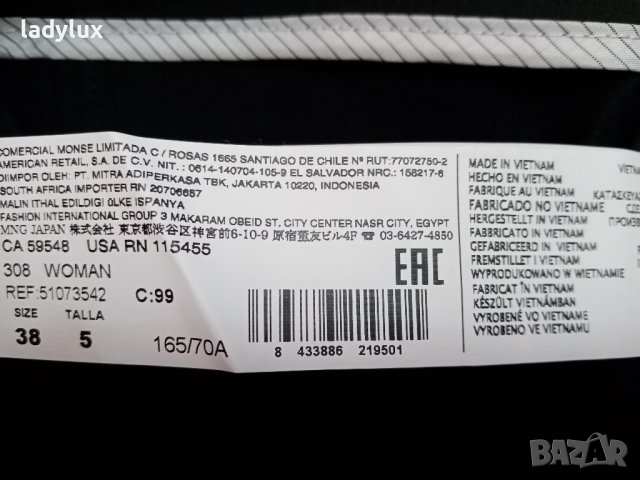 ladylux
COMERCIAL MONSE LIMITADA C / ROSAS 1665 SANTIAGO DE CHILE Nº RUT:77072750-2
AMERICAN RETAIL, S.A. DE C.V. NIT. : 0614-140704-105-9 EL SALVADOR NRC.: 158217-6
DIIMPOR OLEH: PT. MITRA ADIPERKASA TBK, JAKARTA 10220, INDONESIA
SOUTH AFRICA IMPORTER RN 20706687
MALIN ITHAL EDILDIGI ÜLKE ISPANYA
FASHION INTERNATIONAL GROUP 3 MAKARAM OBEID ST. CITY CENTER NASR CITY, EGYPT
MNG JAPAN 株式会社 東京都渋谷区神宮前6-10-9 原宿董友ビル4F ☎ 03-6427-4850
CA 59548 USA RN 115455
308 WOMAN
REF:51073542 C:99
SIZE TALLA
38 5 165/70A
EAC
8 433886 219501
MADE IN VIETNAM
HECHO EN VIETNAM
FABRIQUE AU VIETNAM
FABRICADO NO VIETNAME
HERGESTELLT IN VIETNAM
FABBRICATO IN VIETNAM
GEFABRICEERD IN VIETNAM
FREMSTILLET I VIETNAM
WYPRODUKOWANO W VIETNAMIE
FABRICAT ÎN VIETNAM
KÉSZÜLT VIETNÁMBAN
VYROBENÉ VO VIETNAME
VYROBENO VE VIETNAMU
BAZAR